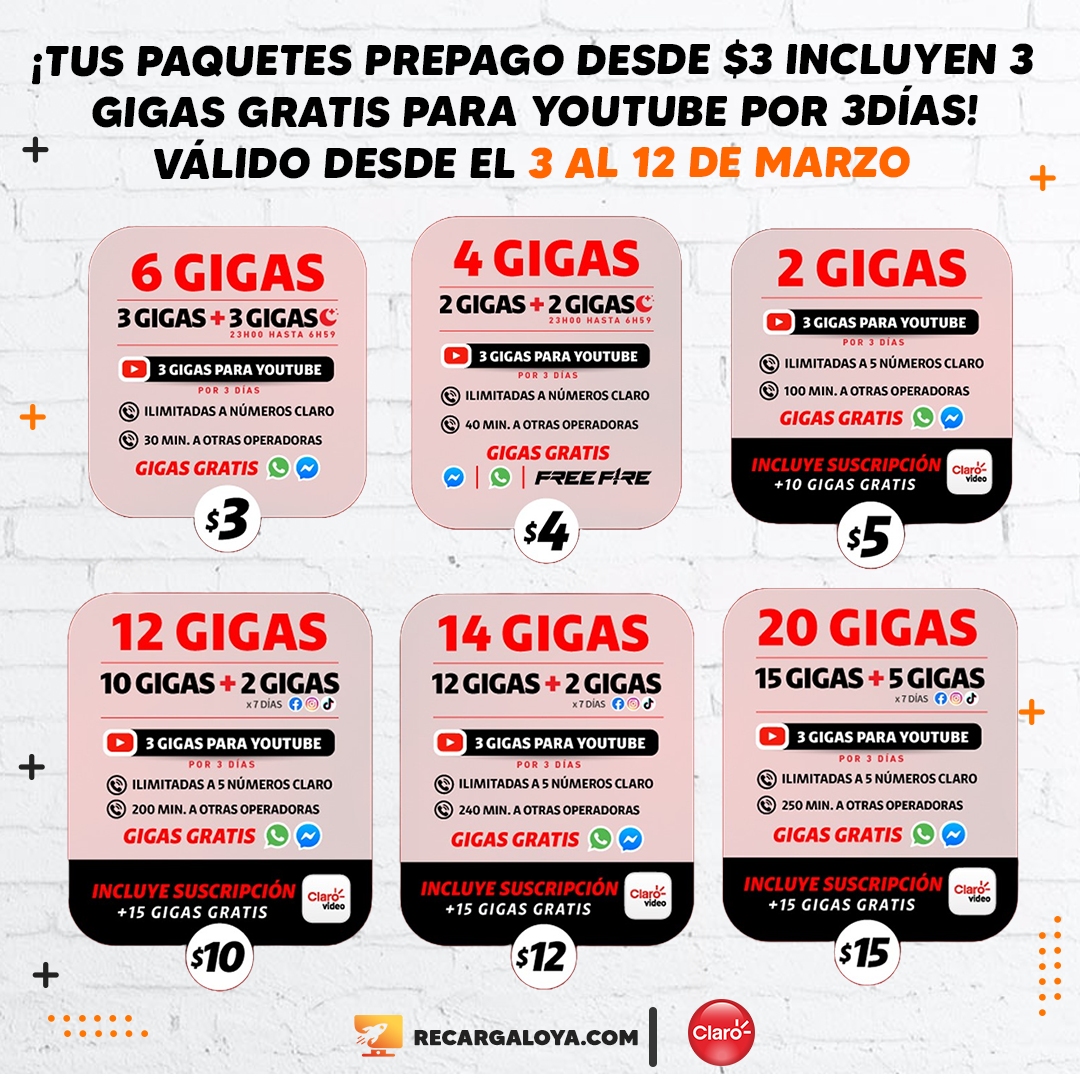 ¡TUS PAQUETES PREPAGO DESDE $3 INCLUYEN 3
GIGAS GRATIS PARA YOUTUBE POR 3DÍAS!
VÁLIDO DESDE EL 3 AL 12 DE MARZO
6 GIGAS
3 GIGAS + 3 GIGAS
23H00 HASTA 6H59
3 GIGAS PARA YOUTUBE
POR 3 DÍAS
ILIMITADAS A NÚMEROS CLARO
30 MIN. A OTRAS OPERADORAS
GIGAS GRATIS
$3
4 GIGAS
2 GIGAS + 2 GIGAS
23H00 HASTA 6H59
3 GIGAS PARA YOUTUBE
POR 3 DÍAS
ILIMITADAS A NÚMEROS CLARO
40 MIN. A OTRAS OPERADORAS
GIGAS GRATIS
| | FREE FIRE
$4
2 GIGAS
3 GIGAS PARA YOUTUBE
POR 3 DÍAS
ILIMITADAS A 5 NÚMEROS CLARO
100 MIN. A OTRAS OPERADORAS
GIGAS GRATIS
INCLUYE SUSCRIPCIÓN
+10 GIGAS GRATIS
Claro
video
$5
12 GIGAS
10 GIGAS + 2 GIGAS
x 7 DÍAS
3 GIGAS PARA YOUTUBE
POR 3 DÍAS
ILIMITADAS A 5 NÚMEROS CLARO
200 MIN. A OTRAS OPERADORAS
GIGAS GRATIS
INCLUYE SUSCRIPCIÓN
+15 GIGAS GRATIS
Claro
video
$10
14 GIGAS
12 GIGAS + 2 GIGAS
x 7 DÍAS
3 GIGAS PARA YOUTUBE
POR 3 DÍAS
ILIMITADAS A 5 NÚMEROS CLARO
240 MIN. A OTRAS OPERADORAS
GIGAS GRATIS
INCLUYE SUSCRIPCIÓN
+15 GIGAS GRATIS
Claro
video
$12
20 GIGAS
15 GIGAS + 5 GIGAS
x 7 DÍAS
3 GIGAS PARA YOUTUBE
POR 3 DÍAS
ILIMITADAS A 5 NÚMEROS CLARO
250 MIN. A OTRAS OPERADORAS
GIGAS GRATIS
INCLUYE SUSCRIPCIÓN
+15 GIGAS GRATIS
Claro
video
$15
RECARGALOYA.COM | Claro